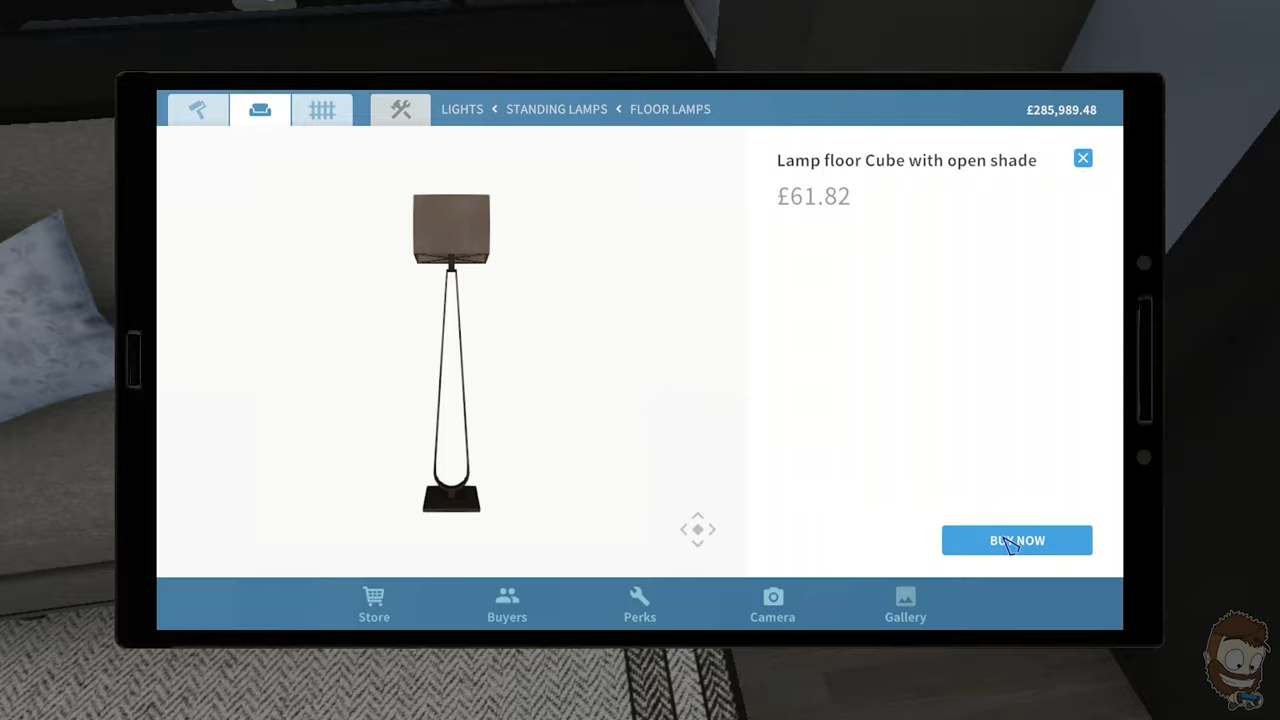 LIGHTS < STANDING LAMPS < FLOOR LAMPS
£285,989.48
Lamp floor Cube with open shade
£61.82
BUY NOW
Store
Buyers
Perks
Camera
Gallery